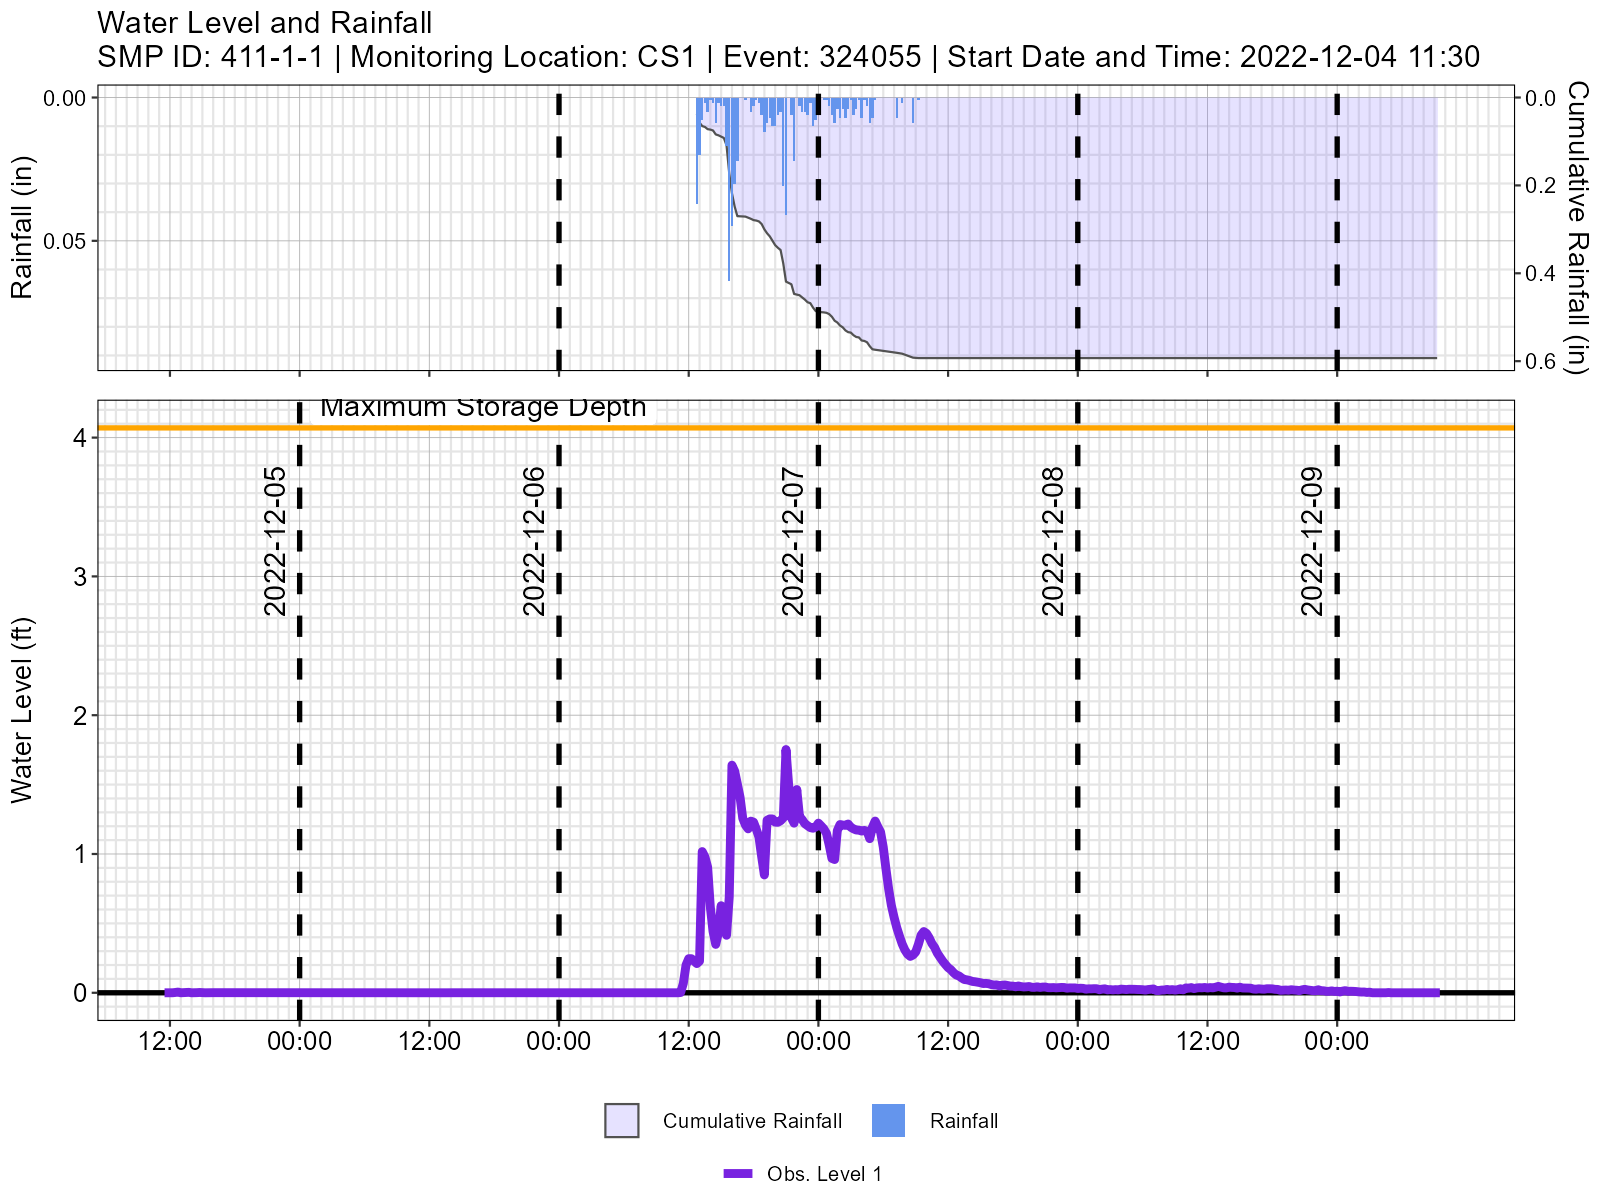 Water Level and Rainfall
SMP ID: 411-1-1 | Monitoring Location: CS1 | Event: 324055 | Start Date and Time: 2022-12-04 11:30
0.00
0.05
Rainfall (in)
0.0
0.2
0.4
0.6
Cumulative Rainfall (in)
Maximum Storage Depth
4
3
2
1
0
Water Level (ft)
2022-12-05
2022-12-06
2022-12-07
2022-12-08
2022-12-09
12:00 00:00 12:00 00:00 12:00 00:00 12:00 00:00 12:00 00:00
Cumulative Rainfall Rainfall
Obs. Level 1